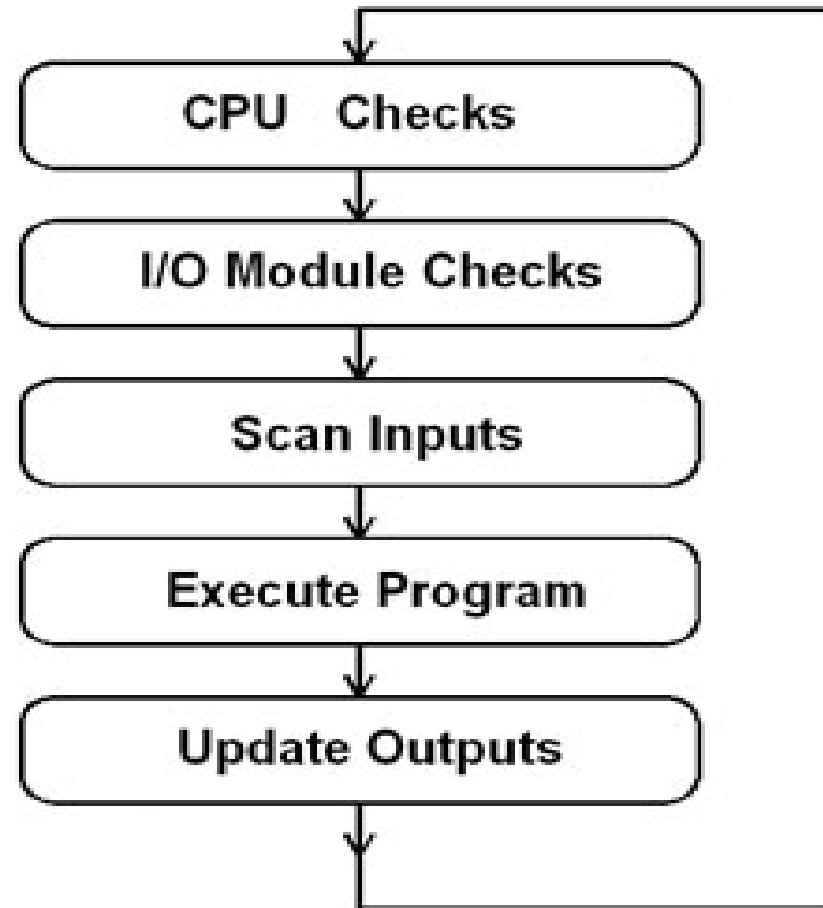 CPU Checks
I/O Module Checks
Scan Inputs
Execute Program
Update Outputs